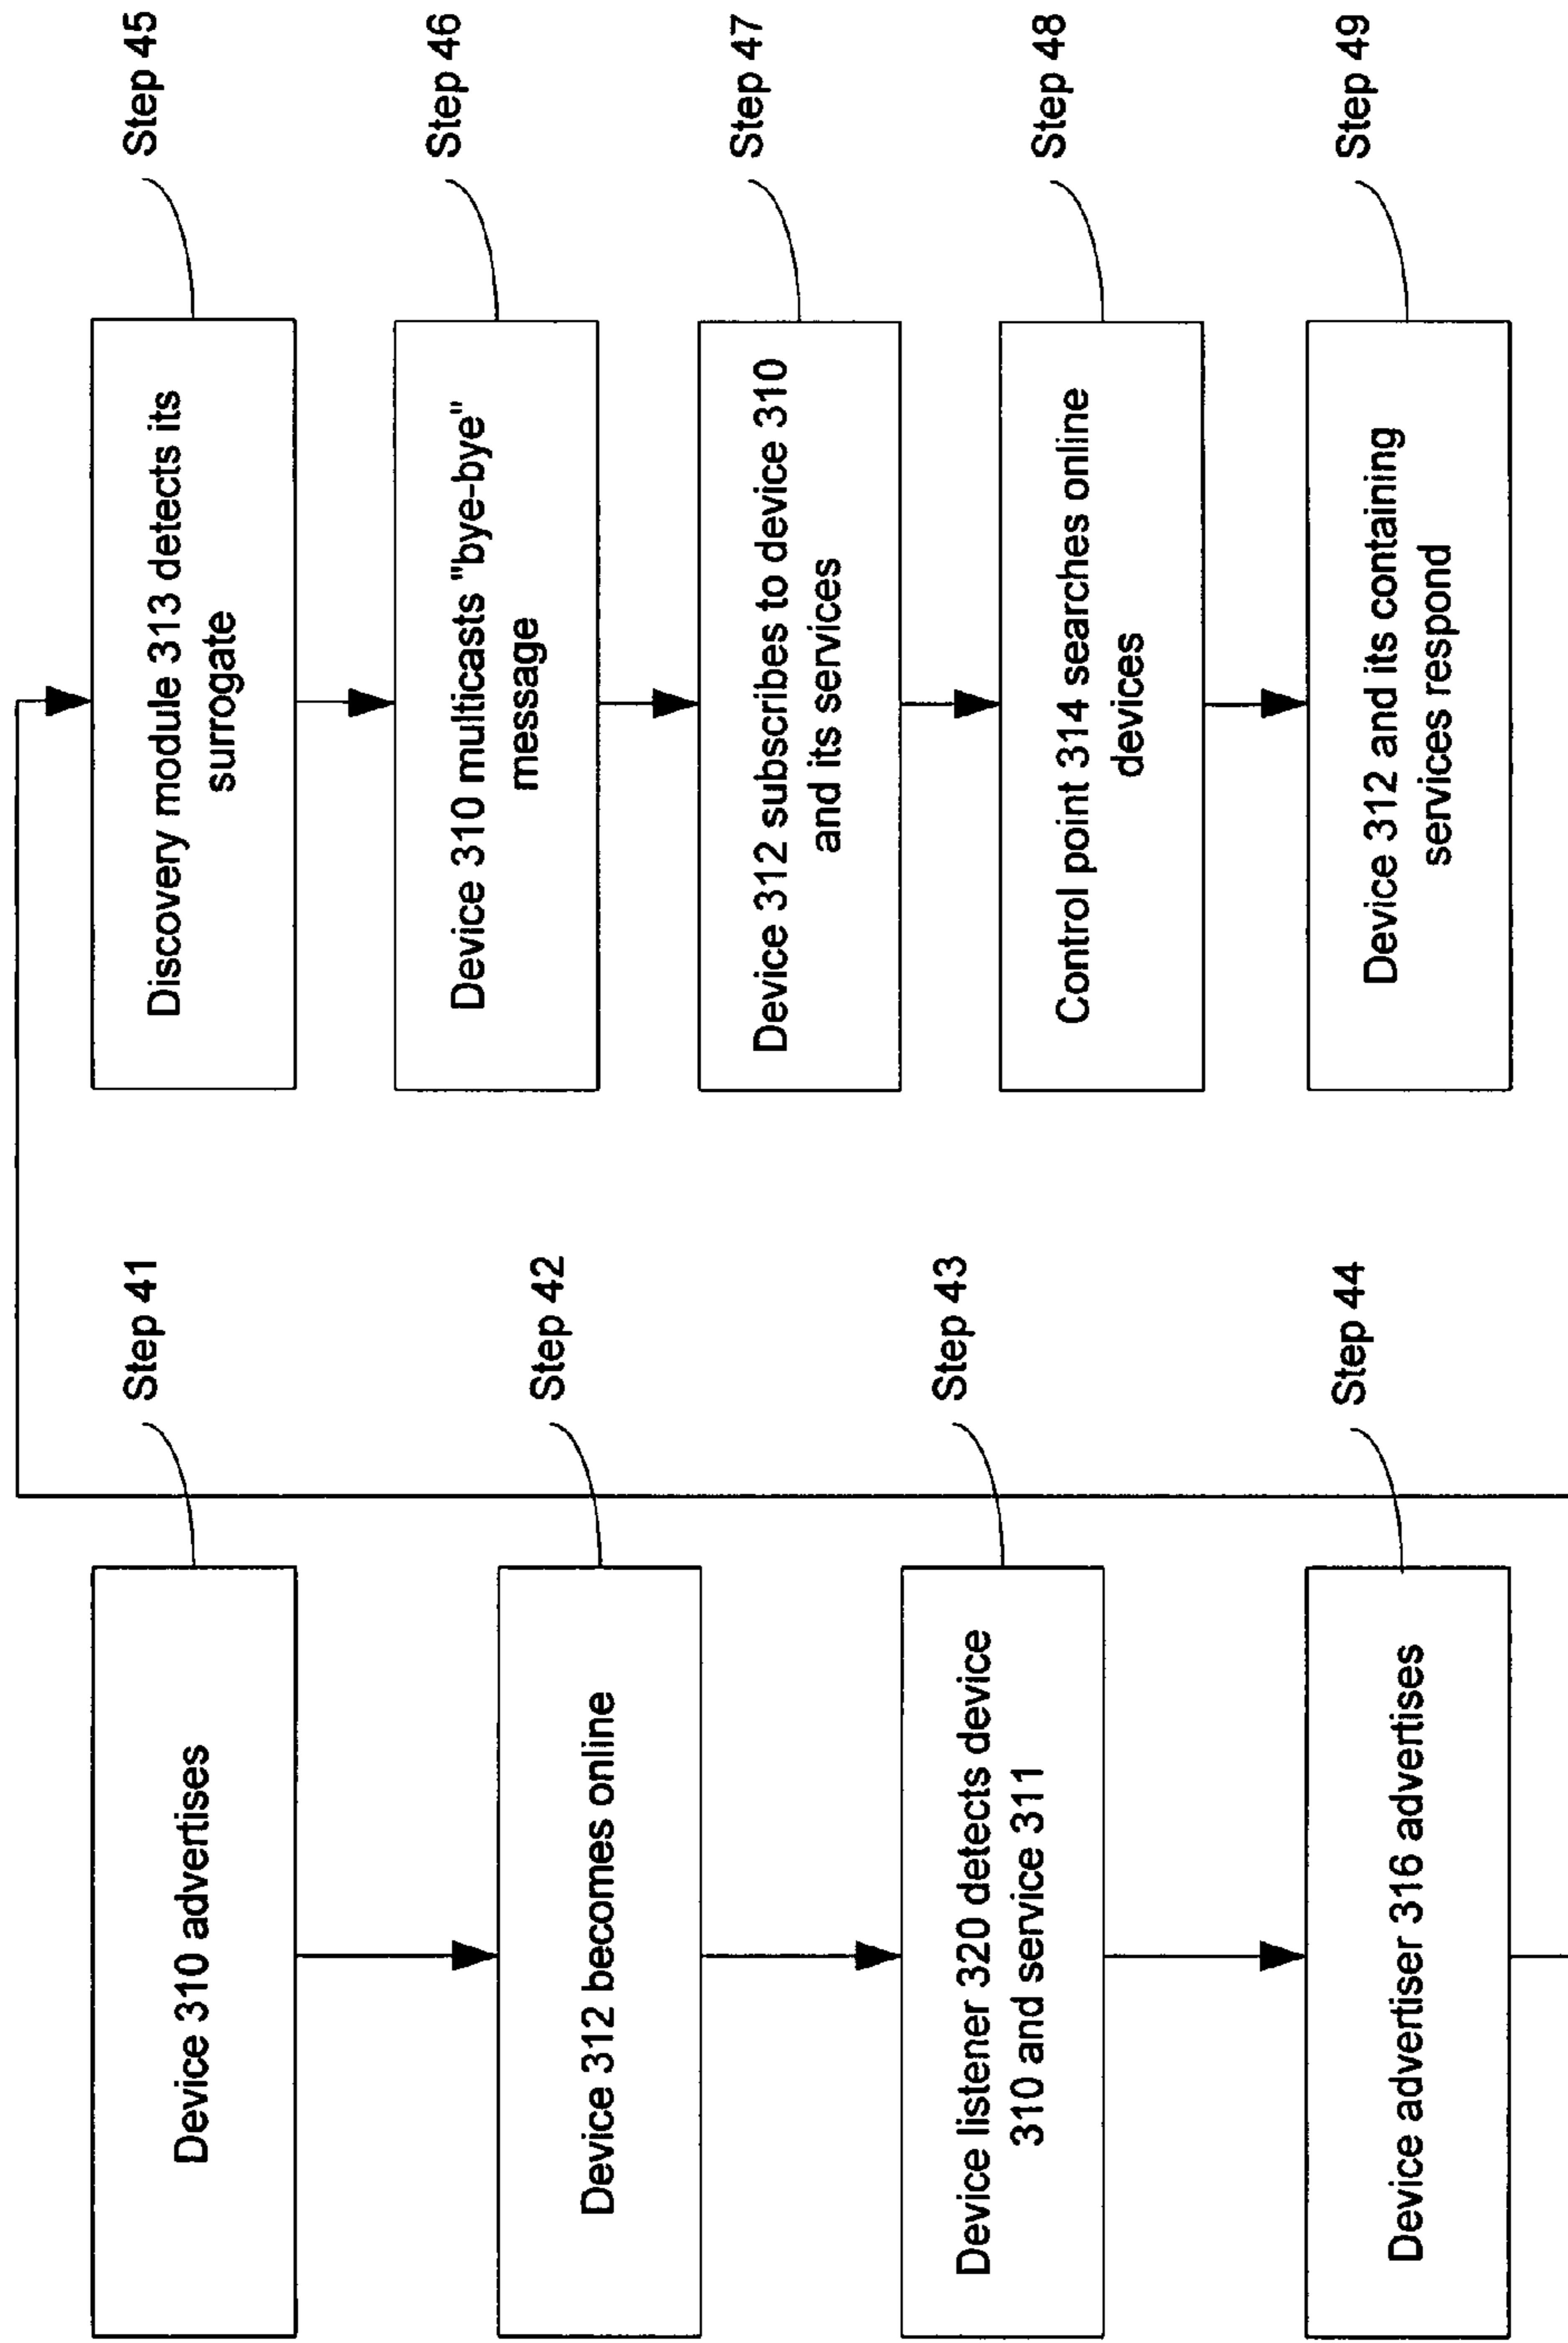 Device 310 advertises
Step 41
Device 312 becomes online
Step 42
Device listener 320 detects device
310 and service 311
Step 43
Device advertiser 316 advertises
Step 44
Discovery module 313 detects its
surrogate
Step 45
Device 310 multicasts "bye-bye"
message
Step 46
Device 312 subscribes to device 310
and its services
Step 47
Control point 314 searches online
devices
Step 48
Device 312 and its containing
services respond
Step 49